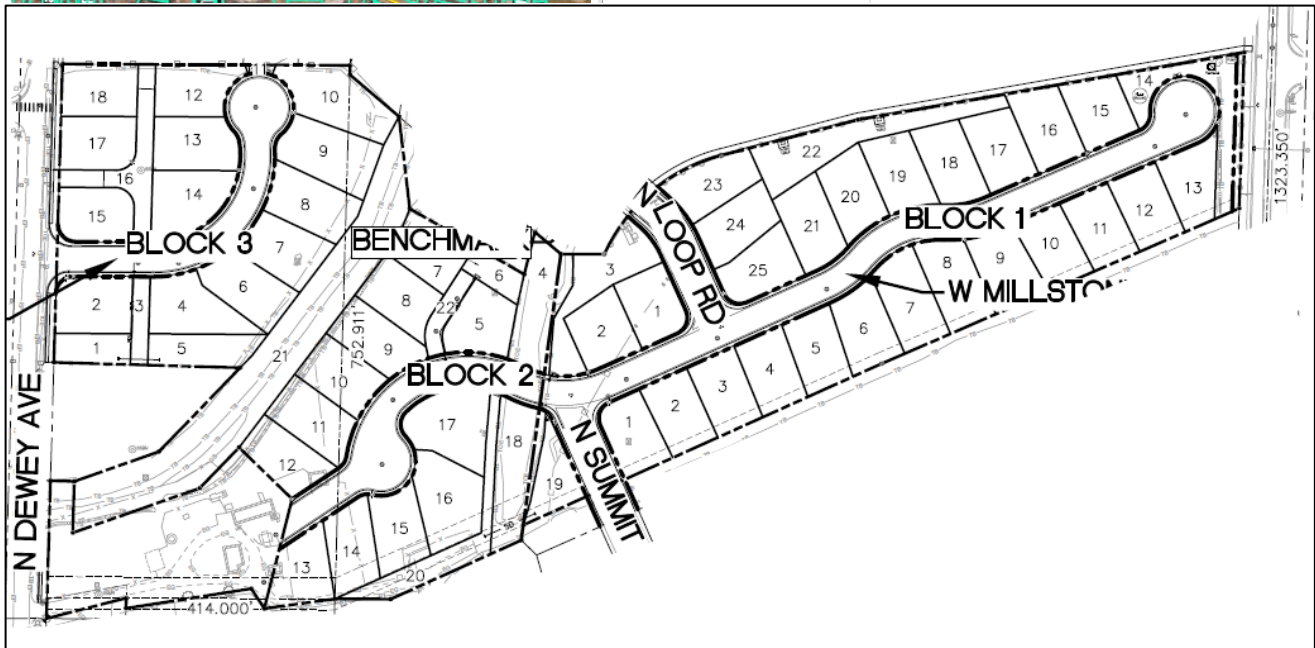 18 12 10
17 13 9
16 14 8
15 7
BLOCK 3
2 3 4 6
1 5
21
N DEWEY AVE
752.911'
414.000'
BENCHMA
7 6 4
8 22 5
9
10
11
12
BLOCK 2
17
18
16
15
14
13
20
19
50
N SUMMIT
3
2 1
N LOOP RD
23 22
24
25 21 20 19 18 17 16 15 14
BLOCK 1
W MILLSTO
1 2 3 4 5 6 7 8 9 10 11 12 13
1323.350'